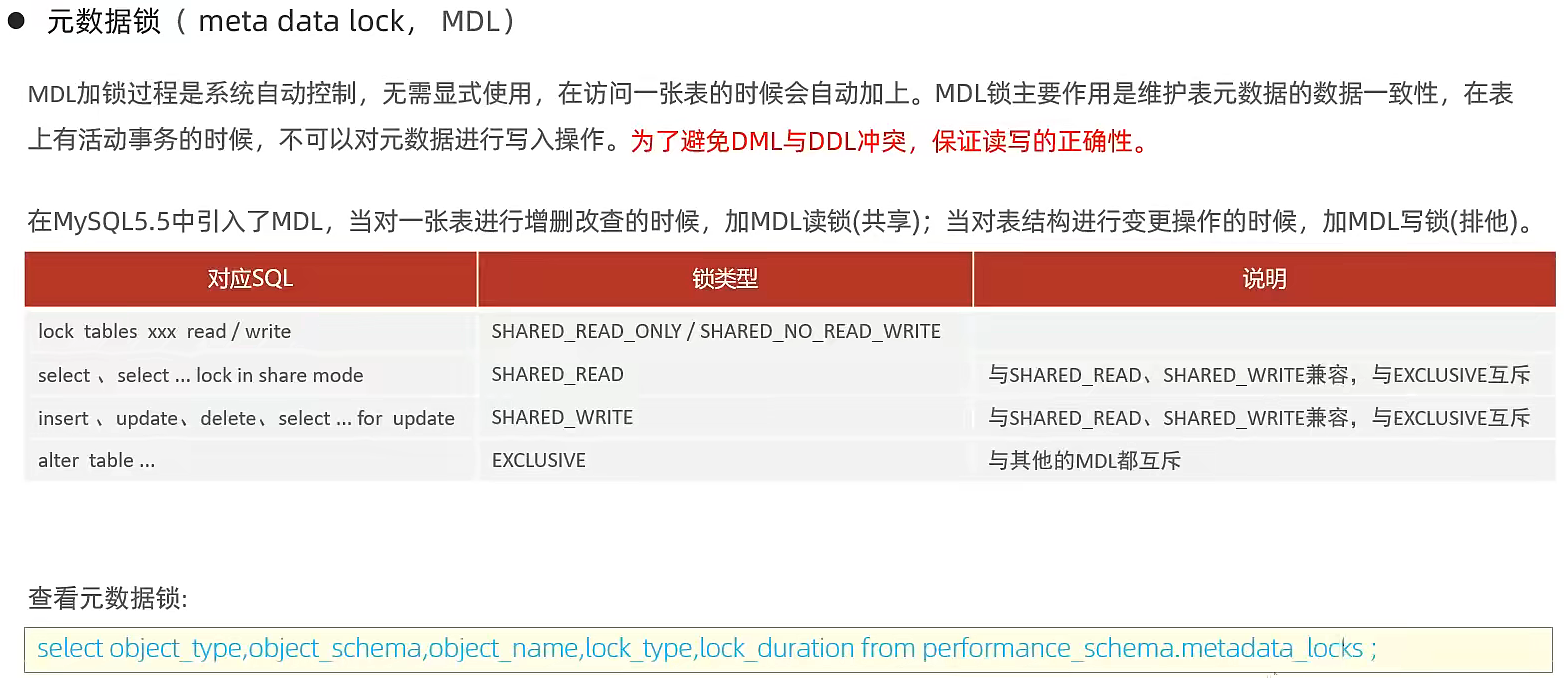 ● 元数据锁（ meta data lock， MDL）
MDL加锁过程是系统自动控制，无需显式使用，在访问一张表的时候会自动加上。MDL锁主要作用是维护表元数据的数据一致性，在表
上有活动事务的时候，不可以对元数据进行写入操作。为了避免DML与DDL冲突，保证读写的正确性。
在MySQL5.5中引入了MDL，当对一张表进行增删改查的时候，加MDL读锁(共享)；当对表结构进行变更操作的时候，加MDL写锁(排他)。
对应SQL 锁类型 说明
lock tables xxx read / write SHARED_READ_ONLY / SHARED_NO_READ_WRITE
select 、select ... lock in share mode SHARED_READ 与SHARED_READ、SHARED_WRITE兼容，与EXCLUSIVE互斥
insert 、update、delete、select ... for update SHARED_WRITE 与SHARED_READ、SHARED_WRITE兼容，与EXCLUSIVE互斥
alter table ... EXCLUSIVE 与其他的MDL都互斥
查看元数据锁:
select object_type,object_schema,object_name,lock_type,lock_duration from performance_schema.metadata_locks ;